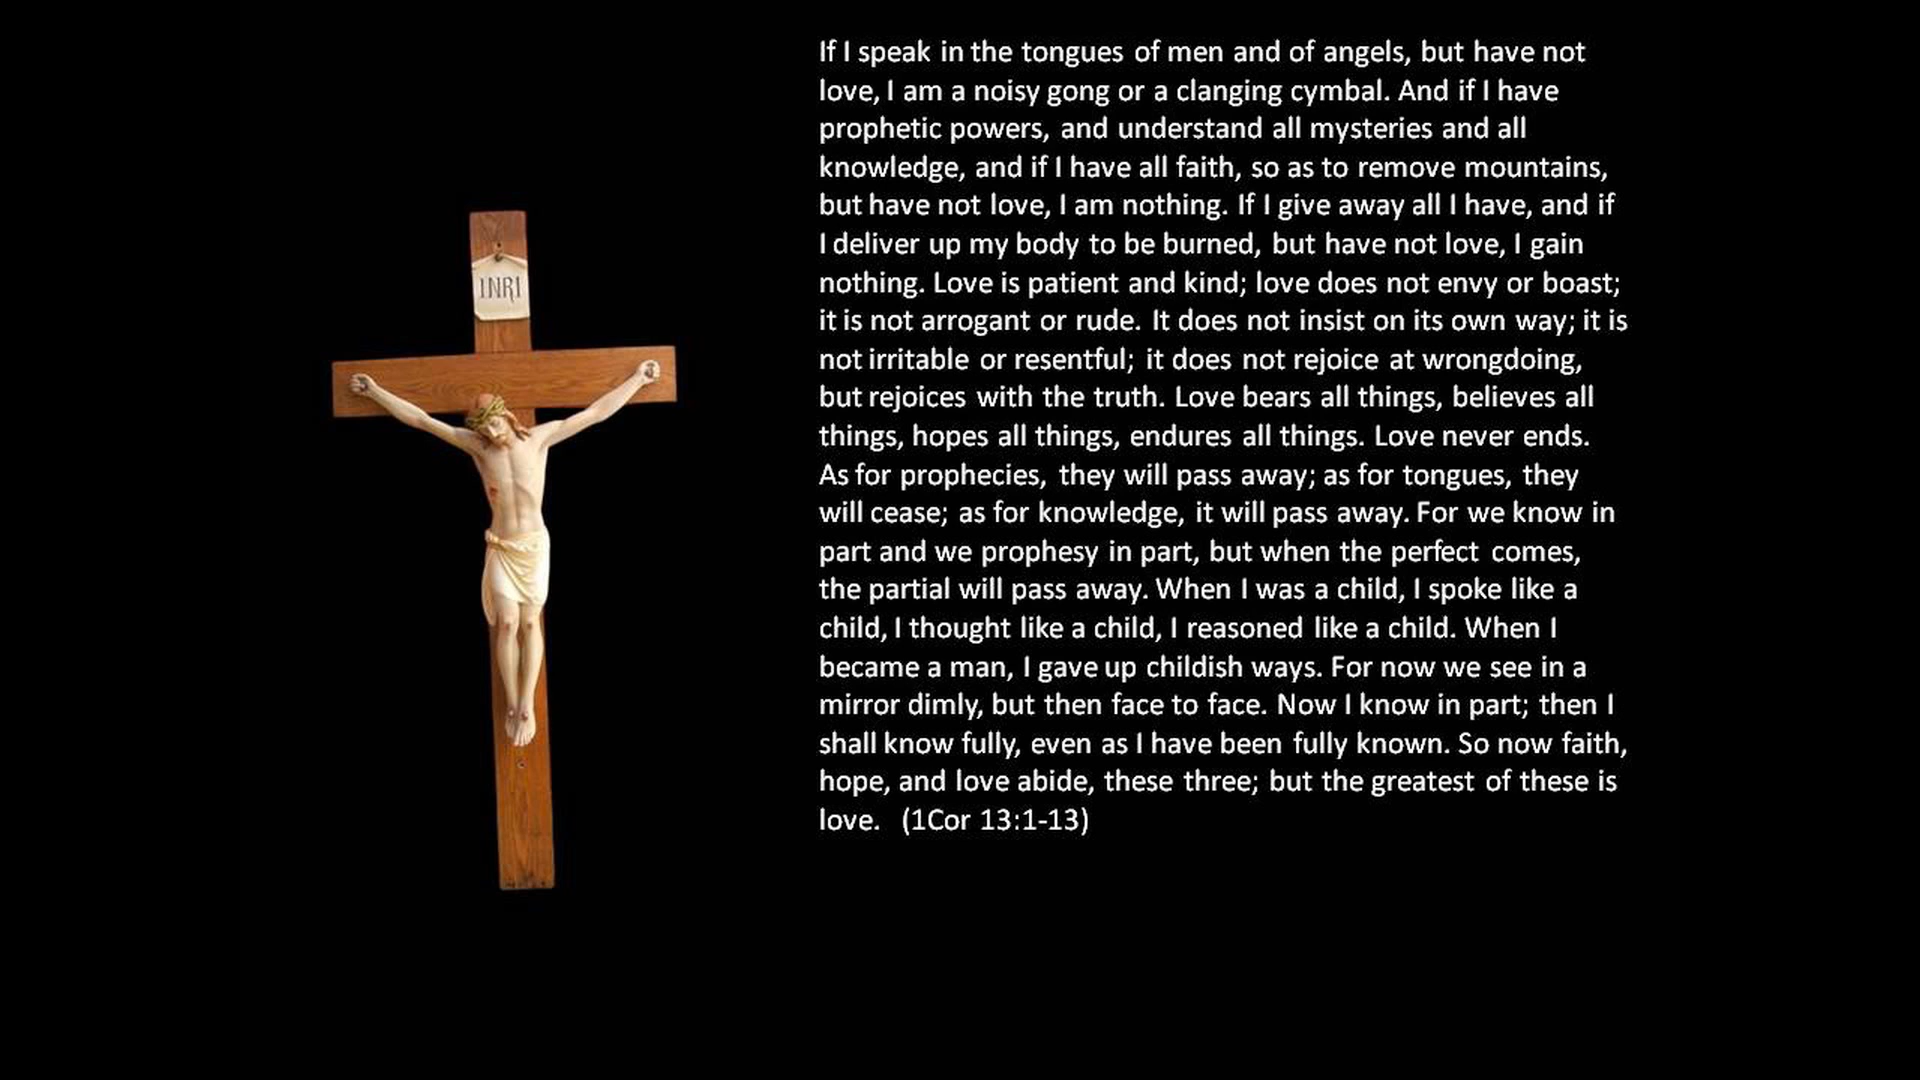 INRI
If I speak in the tongues of men and of angels, but have not
love, I am a noisy gong or a clanging cymbal. And if I have
prophetic powers, and understand all mysteries and all
knowledge, and if I have all faith, so as to remove mountains,
but have not love, I am nothing. If I give away all I have, and if
I deliver up my body to be burned, but have not love, I gain
nothing. Love is patient and kind; love does not envy or boast;
it is not arrogant or rude. It does not insist on its own way; it is
not irritable or resentful; it does not rejoice at wrongdoing,
but rejoices with the truth. Love bears all things, believes all
things, hopes all things, endures all things. Love never ends.
As for prophecies, they will pass away; as for tongues, they
will cease; as for knowledge, it will pass away. For we know in
part and we prophesy in part, but when the perfect comes,
the partial will pass away. When I was a child, I spoke like a
child, I thought like a child, I reasoned like a child. When I
became a man, I gave up childish ways. For now we see in a
mirror dimly, but then face to face. Now I know in part; then I
shall know fully, even as I have been fully known. So now faith,
hope, and love abide, these three; but the greatest of these is
love. (1Cor 13:1-13)